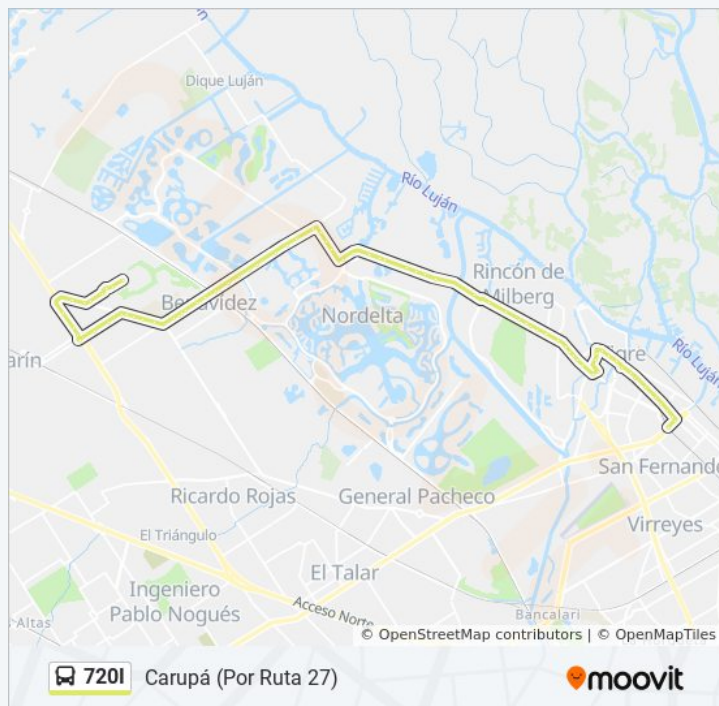 Dique Luján
Río Luján
Rincón de
Milberg
Benavidez
Nordelta
arín
Tigre
Río Luján
San Fernando
Ricardo Rojas
General Pacheco
Virreyes
El Triángulo
El Talar
Ingeniero
Pablo Nogués
Altas
Acceso Norte
Bancalari
© OpenStreetMap contributors | © OpenMapTiles
720I Carupá (Por Ruta 27)
moovit